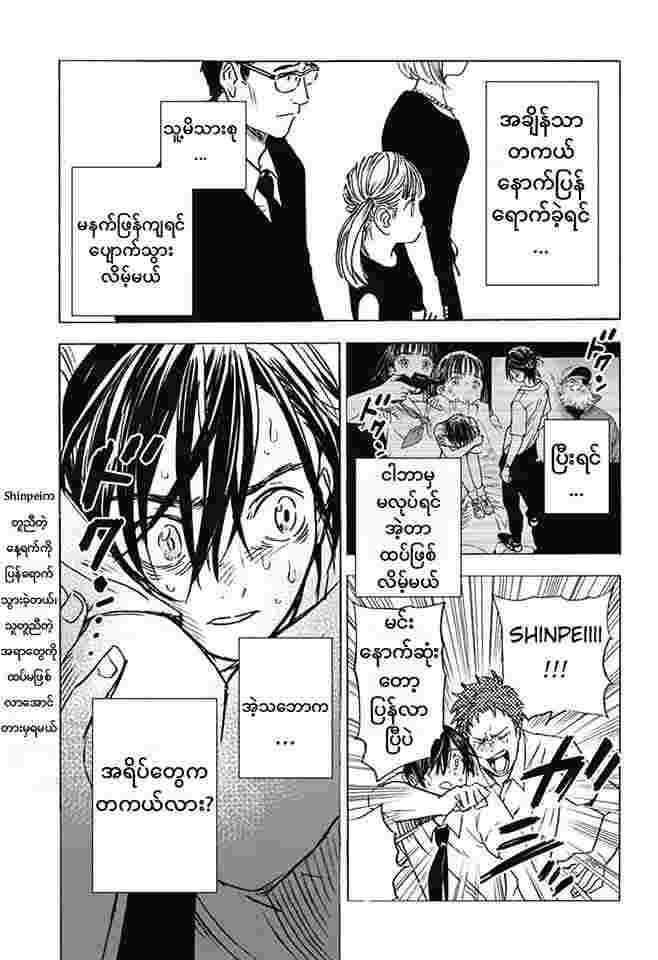 အချိန်သာ
တကယ်
နောက်ပြန်
ရောက်ခဲ့ရင်
...
သူ့မိသားစု
...
မနက်ဖြန်ကျရင်
ပျောက်သွား
လိမ့်မယ်
ပြီးရင်
...
ငါဘာမှ
မလုပ်ရင်
အဲ့တာ
ထပ်ဖြစ်
လိမ့်မယ်
ドド
ドド
SHINPEIIII
!!!
မင်း
နောက်ဆုံး
တော့
ပြန်လာ
ပြီပဲ
အဲ့သဘောက
...
အရိပ်တွေက
တကယ်လား?
Shinpeiက
တူညီတဲ့
နေ့ရက်ကို
ပြန်ရောက်
သွားခဲ့တယ်၊
သူတူညီတဲ့
အရာတွေကို
ထပ်မဖြစ်
လာအောင်
တားမှရမယ်